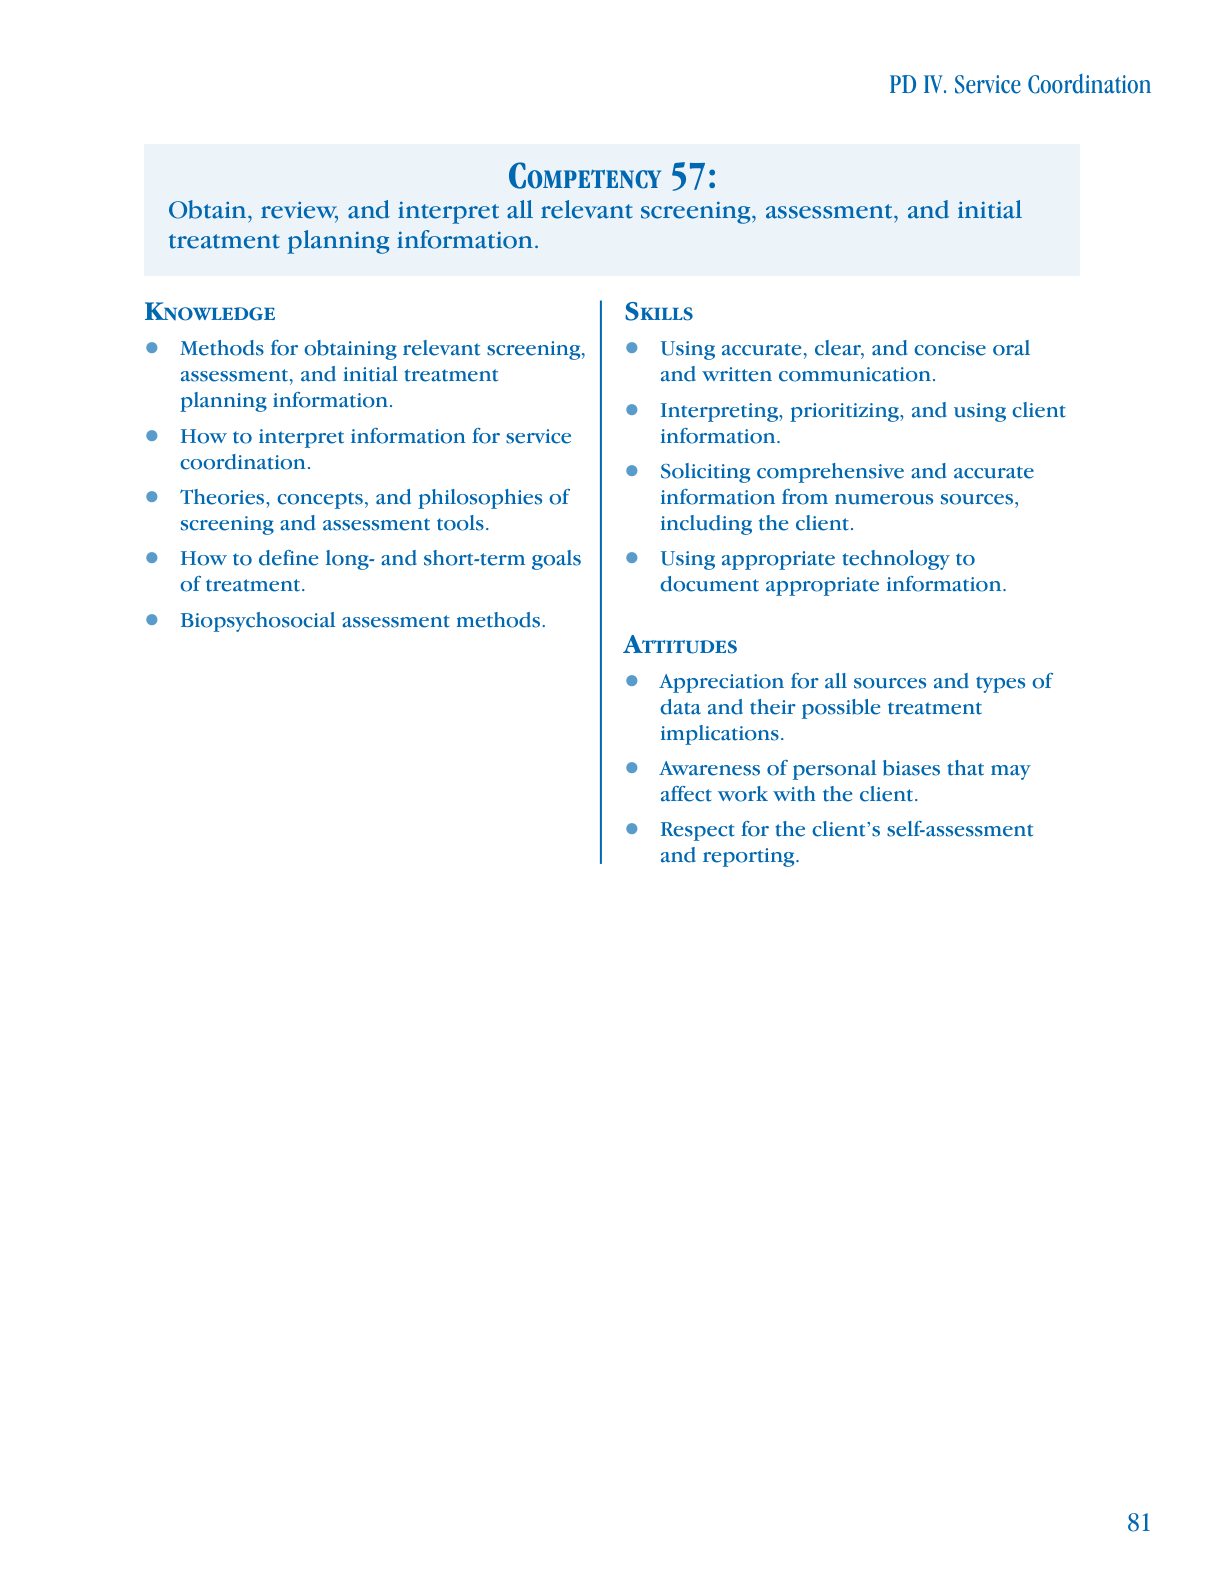 PD IV. Service Coordination
COMPETENCY 57:
Obtain, review, and interpret all relevant screening, assessment, and initial
treatment planning information.
KNOWLEDGE
● Methods for obtaining relevant screening,
assessment, and initial treatment
planning information.
● How to interpret information for service
coordination.
● Theories, concepts, and philosophies of
screening and assessment tools.
● How to define long- and short-term goals
of treatment.
● Biopsychosocial assessment methods.
SKILLS
● Using accurate, clear, and concise oral
and written communication.
● Interpreting, prioritizing, and using client
information.
● Soliciting comprehensive and accurate
information from numerous sources,
including the client.
● Using appropriate technology to
document appropriate information.
ATTITUDES
● Appreciation for all sources and types of
data and their possible treatment
implications.
● Awareness of personal biases that may
affect work with the client.
● Respect for the client’s self-assessment
and reporting.
81